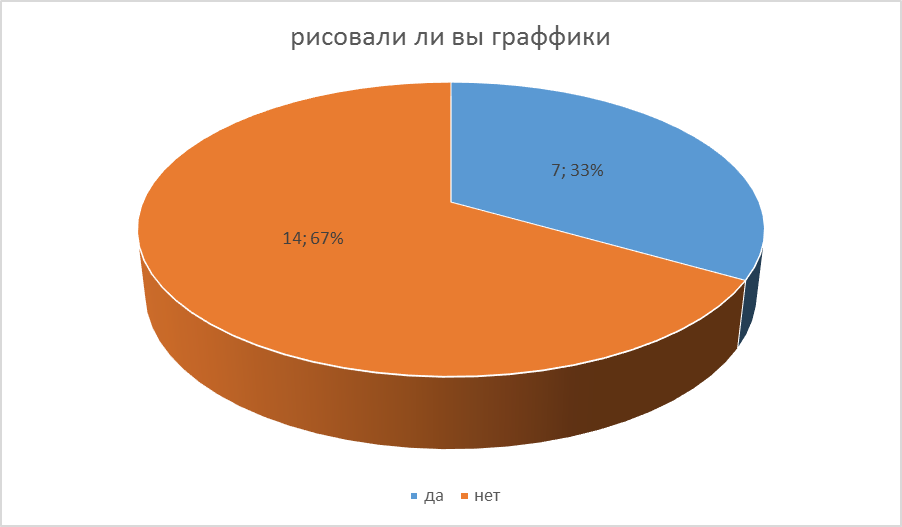 рисовали ли вы граффики
7; 33%
14; 67%
да нет